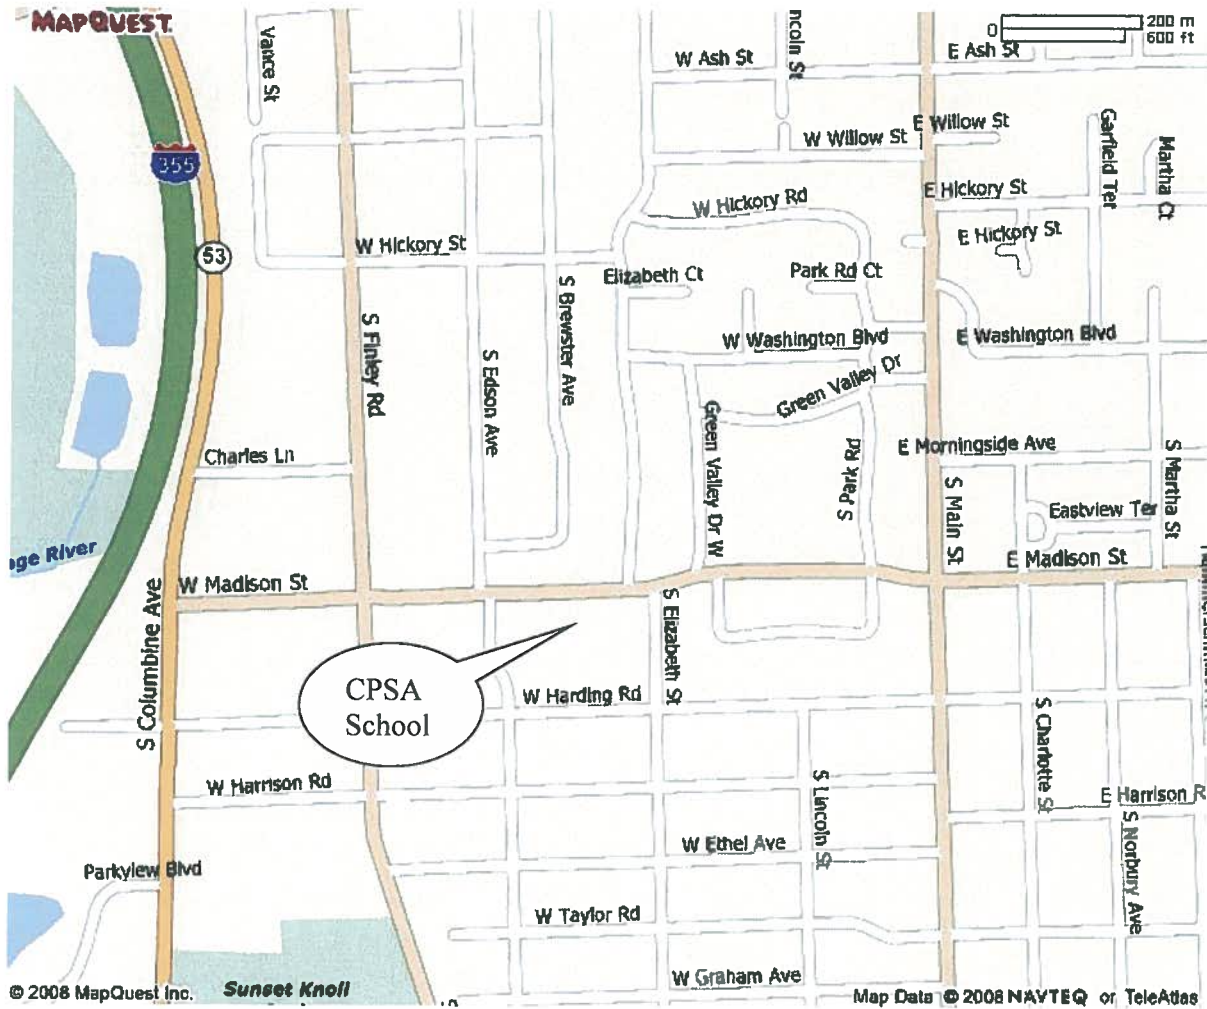 MAPQUEST.
0
200 m
600 ft
Vance St
W Ash St
ncoln St
E Ash St
355
W Willow St
E Willow St
Garfield Ter
Martha Ct
W Hickory Rd
E Hickory St
53
W Hickory St
E Hickory St
Elizabeth Ct
Park Rd Ct
S Brewster Ave
S Finley Rd
W Washington Blvd
E Washington Blvd
S Edson Ave
Green Valley Dr
Green Valley Dr W
Charles Ln
S Park Rd
E Morningside Ave
S Main St
S Martha St
Eastview Ter
oge River
W Madison St
E Madison St
S Columbine Ave
S Elizabeth St
CPSA
School
W Harding Rd
S Charlotte St
W Harrison Rd
S Lincoln St
E Harrison R
S Norbury Ave
W Ethel Ave
Parkview Blvd
W Taylor Rd
W Graham Ave
© 2008 MapQuest Inc.
Sunset Knoll
Map Data © 2008 NAVTEQ or TeleAtlas